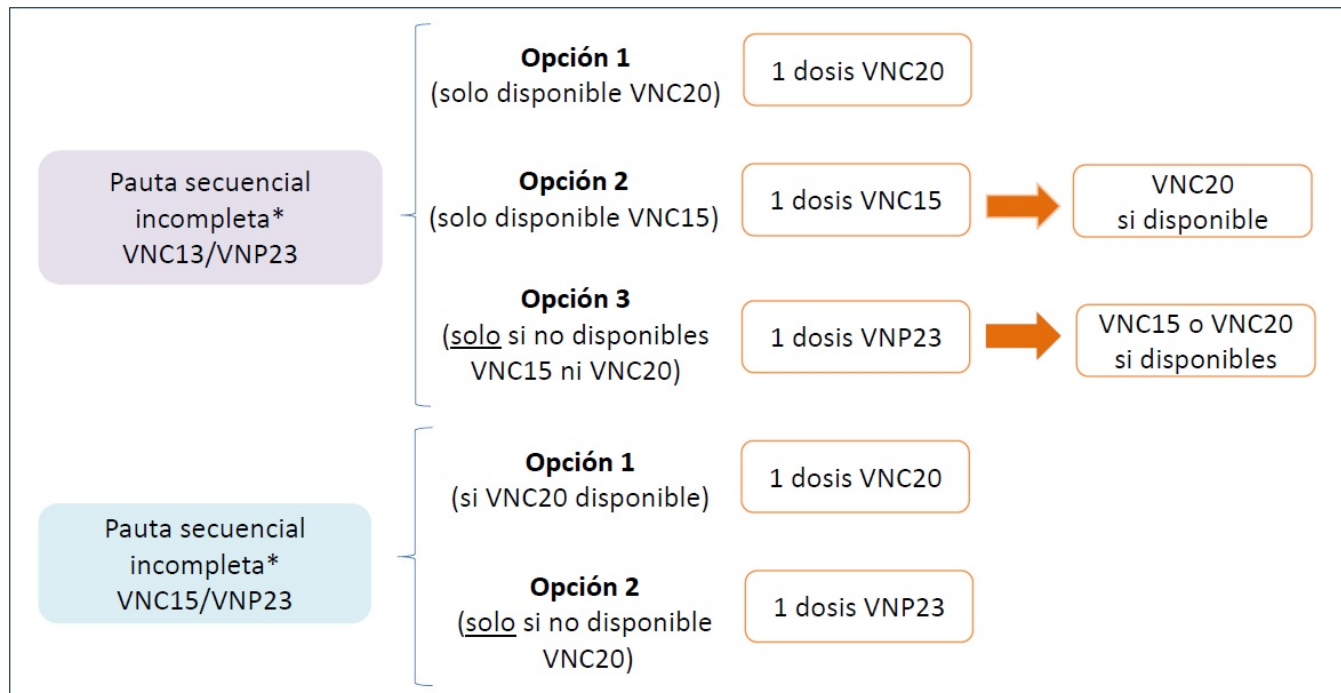 Pauta secuencial
incompleta*
VNC13/VNP23
Opción 1
(solo disponible VNC20)
1 dosis VNC20
Opción 2
(solo disponible VNC15)
1 dosis VNC15
VNC20
si disponible
Opción 3
(solo si no disponibles
VNC15 ni VNC20)
1 dosis VNP23
VNC15 o VNC20
si disponibles
Pauta secuencial
incompleta*
VNC15/VNP23
Opción 1
(si VNC20 disponible)
1 dosis VNC20
Opción 2
(solo si no disponible
VNC20)
1 dosis VNP23